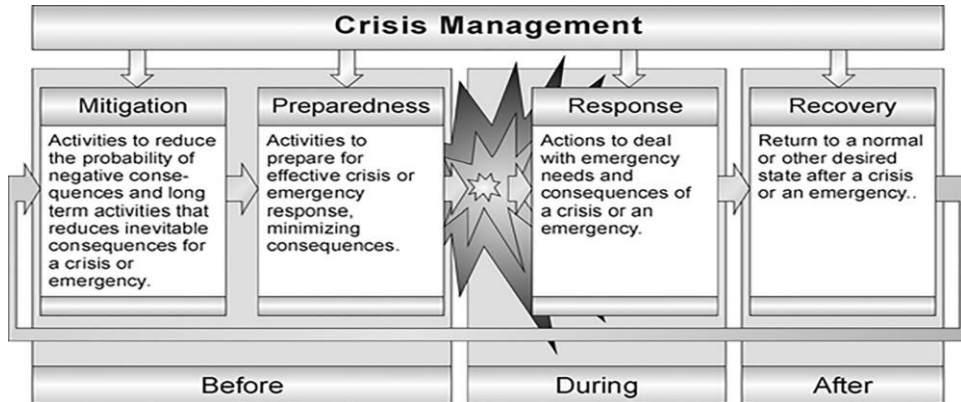 Crisis Management
Mitigation
Activities to reduce
the probability of
negative conse-
quences and long
term activities that
reduces inevitable
consequences for
a crisis or
emergency.
Preparedness
Activities to
prepare for
effective crisis or
emergency
response,
minimizing
consequences.
Response
Actions to deal
with emergency
needs and
consequences of
a crisis or an
emergency.
Recovery
Return to a normal
or other desired
state after a crisis
or an emergency..
Before
During
After